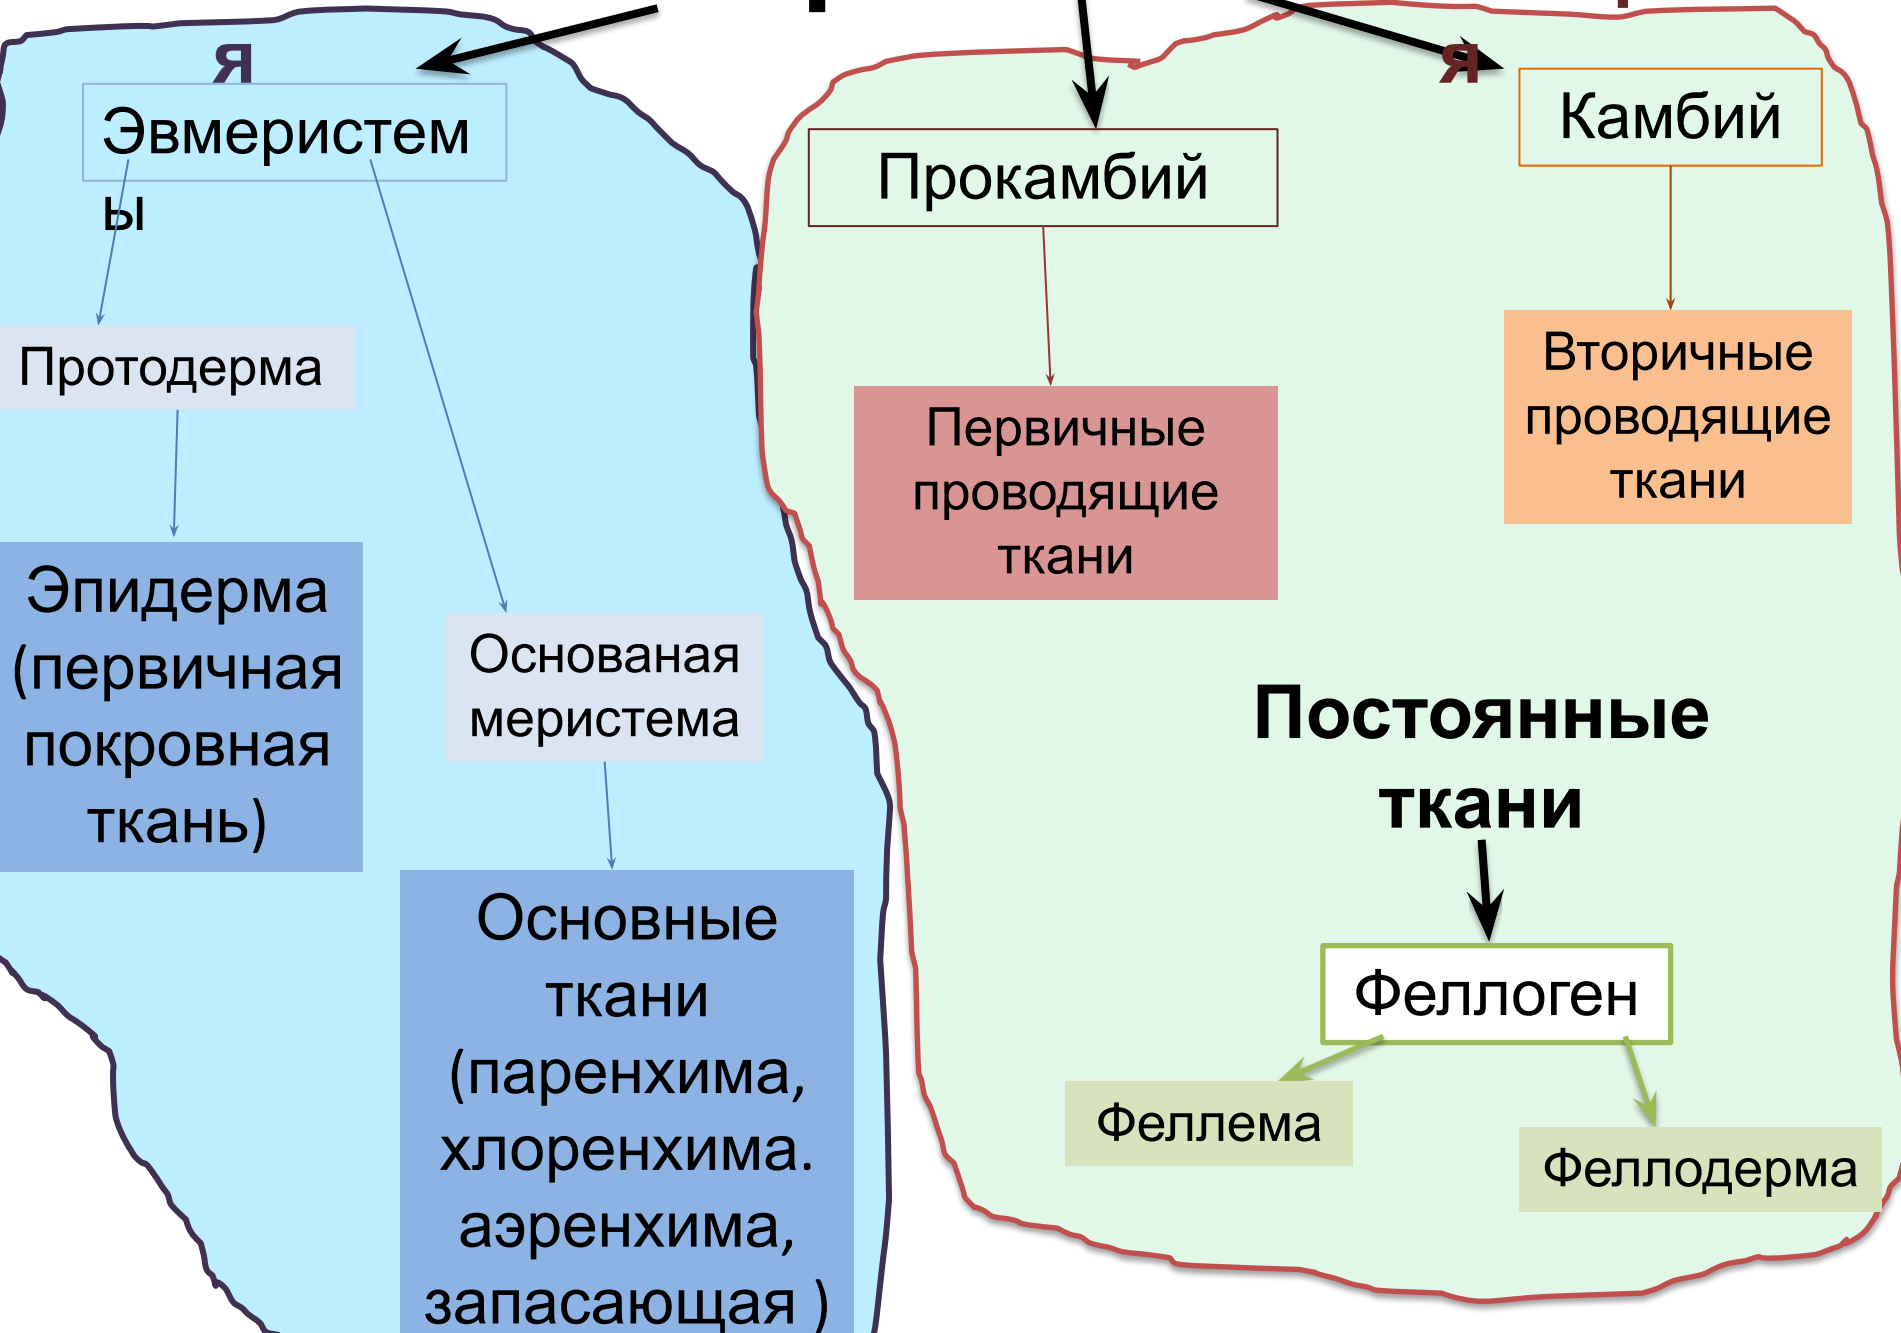 я
я
Эвмеристем
ы
Прокамбий
Камбий
Протодерма
Первичные
проводящие
ткани
Вторичные
проводящие
ткани
Эпидерма
(первичная
покровная
ткань)
Основаная
меристема
Основные
ткани
(паренхима,
хлоренхима.
аэренхима,
запасающая )
Постоянные
ткани
Феллоген
Феллема
Феллодерма